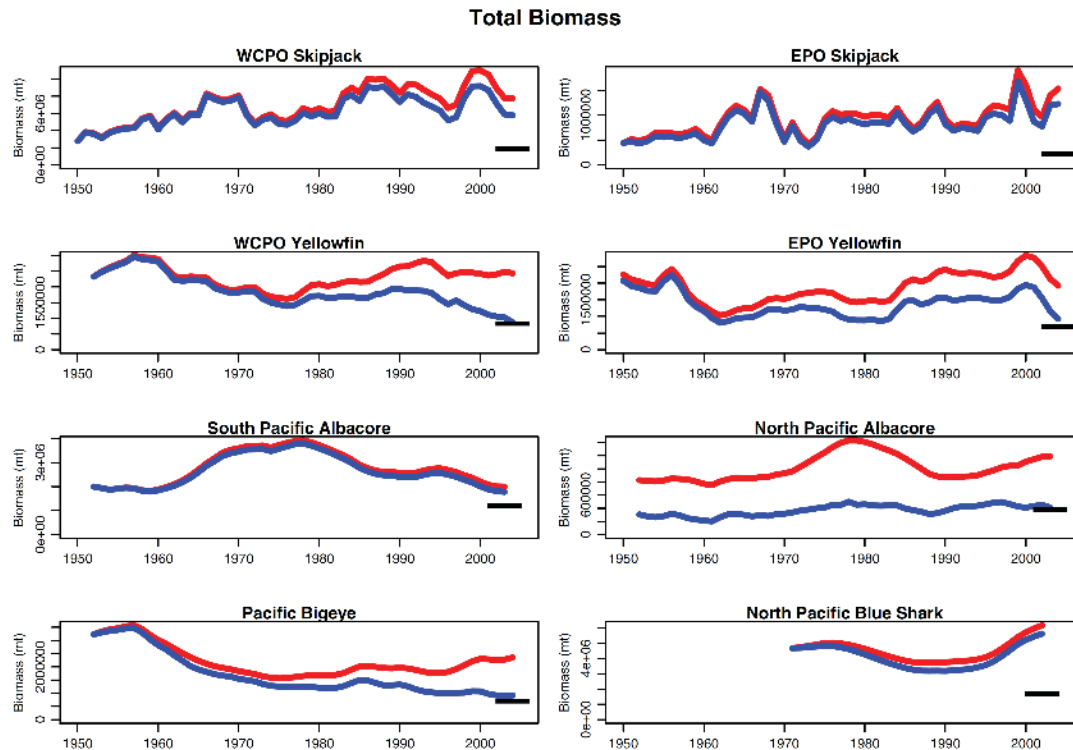 Total Biomass
WCPO Skipjack
Biomass (mt)
0e+00 6e+06
1950 1960 1970 1980 1990 2000
EPO Skipjack
Biomass (mt)
0 1000000
1950 1960 1970 1980 1990 2000
WCPO Yellowfin
Biomass (mt)
0 1500000
1950 1960 1970 1980 1990 2000
EPO Yellowfin
Biomass (mt)
0 1500000
1950 1960 1970 1980 1990 2000
South Pacific Albacore
Biomass (mt)
0e+00 3e+06
1950 1960 1970 1980 1990 2000
North Pacific Albacore
Biomass (mt)
0 600000
1950 1960 1970 1980 1990 2000
Pacific Bigeye
Biomass (mt)
0 2000000
1950 1960 1970 1980 1990 2000
North Pacific Blue Shark
Biomass (mt)
0e+00 4e+06
1950 1960 1970 1980 1990 2000